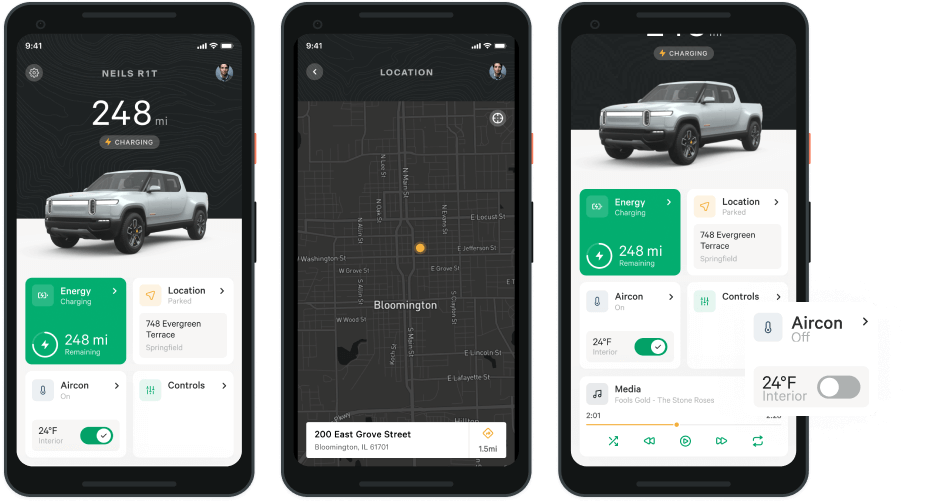 9:41
NEILS R1T
248 mi
CHARGING
Energy
Charging
248 mi
Remaining
Location
Parked
748 Evergreen
Terrace
Springfield
Aircon
On
24°F
Interior
Controls
9:41
LOCATION
N Lee St
N Main St
N Oak St
N Allin St
N Evans St
E Locust St
E Jefferson St
Washington St
W Grove St
E Grove St
S Allin St
Bloomington
S Clayton St
W Wood St
S Main St
E Lincoln St
E Lafayette St
Pkwy
200 East Grove Street
Bloomington, IL 61701
1.5mi
CHARGING
Energy
Charging
248 mi
Remaining
Location
Parked
748 Evergreen
Terrace
Springfield
Aircon
On
24°F
Interior
Controls
Aircon
Off
24°F
Interior
Media
Fools Gold - The Stone Roses
2:01